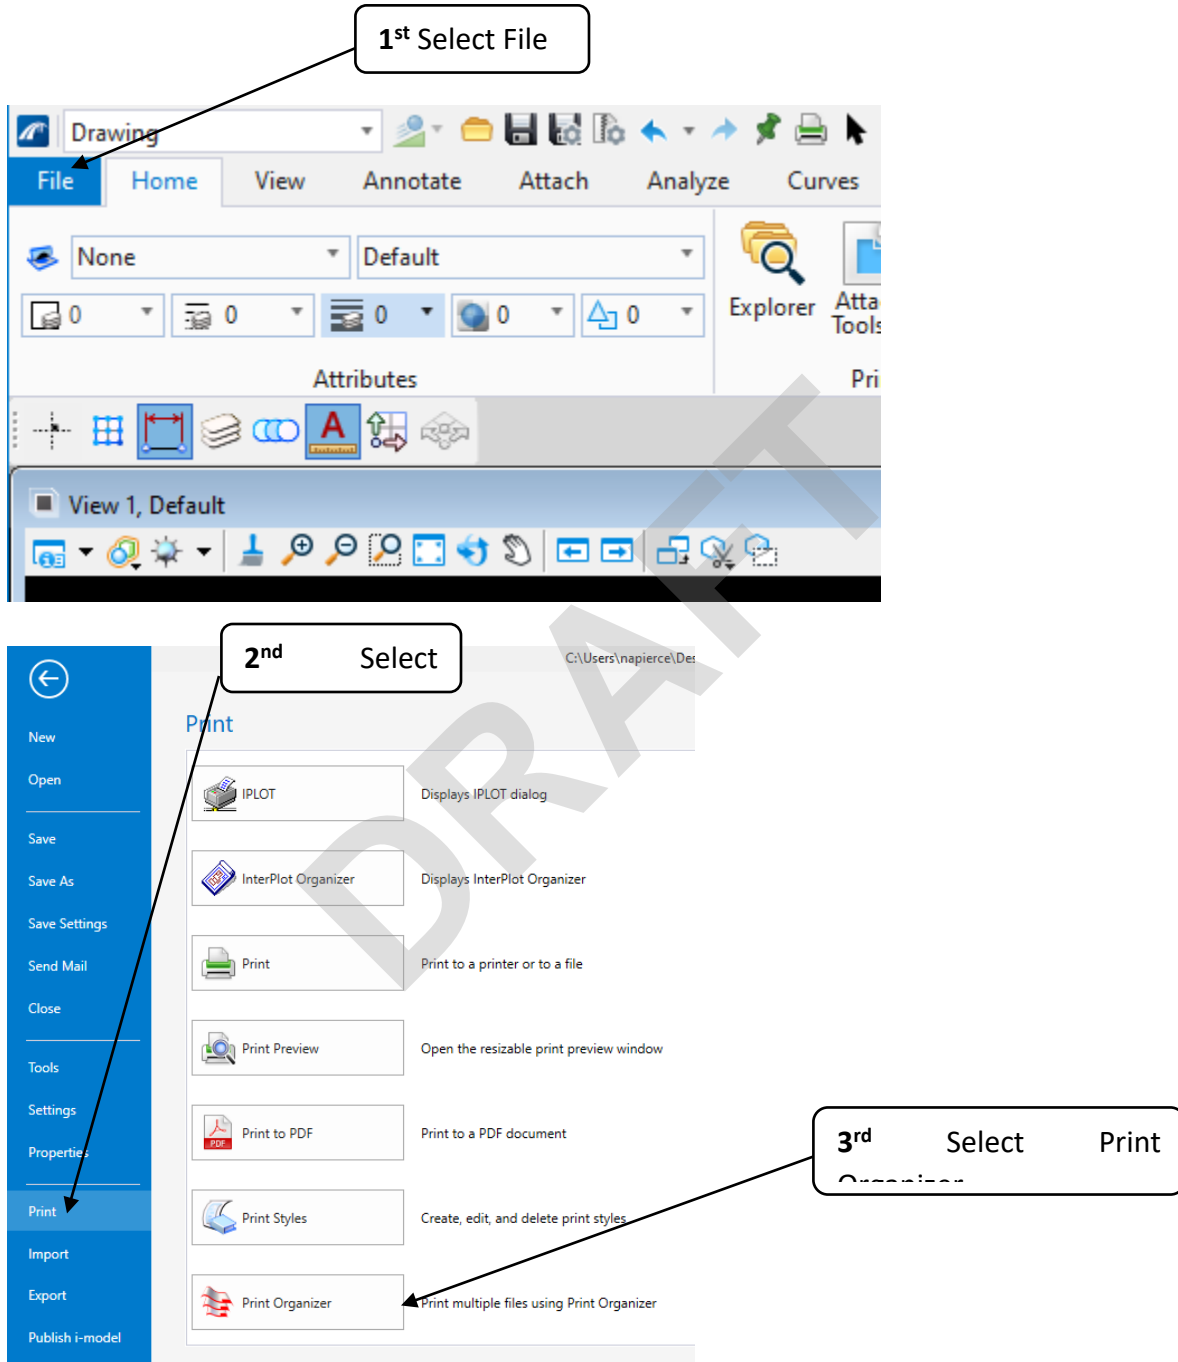 1st Select File
Drawing
File Home View Annotate Attach Analyze Curves
None Default
0 0 0 0 0
Explorer
Attributes
View 1, Default
2nd Select
C:\Users\napierce\Des
Print
New
Open
Save
Save As
Save Settings
Send Mail
Close
Tools
Settings
Properties
Print
Import
Export
Publish i-model
IPLOT Displays IPLOT dialog
InterPlot Organizer Displays InterPlot Organizer
Print Print to a printer or to a file
Print Preview Open the resizable print preview window
PDF Print to PDF Print to a PDF document
Print Styles Create, edit, and delete print styles
Print Organizer Print multiple files using Print Organizer
3rd Select Print
Organizer
DRAFT